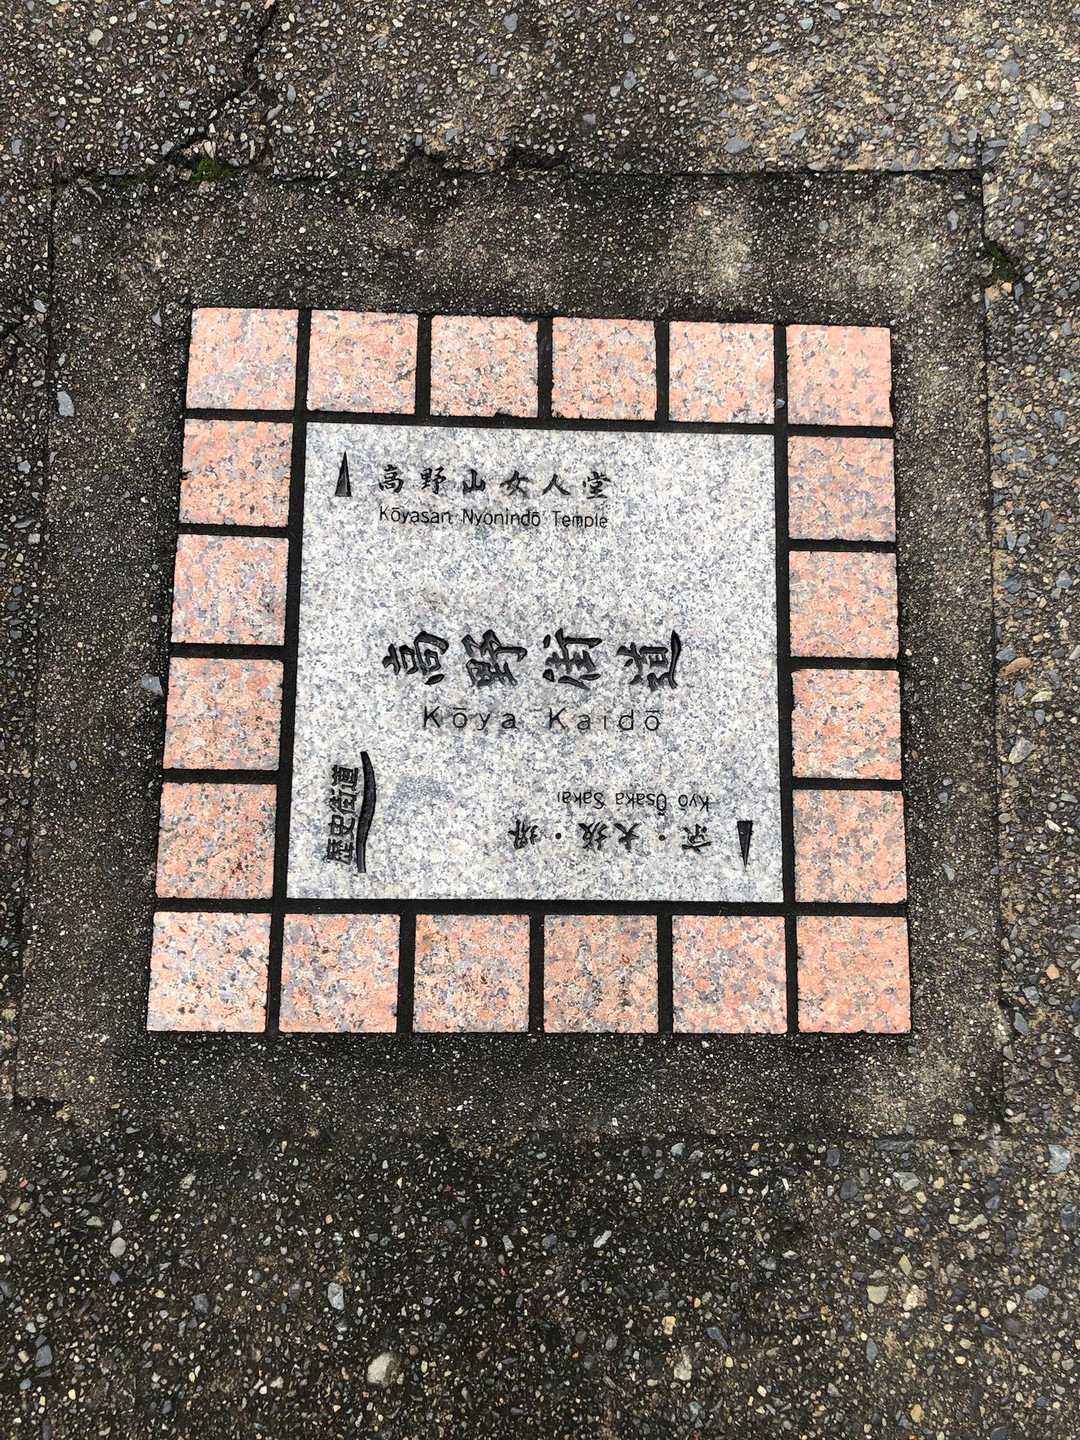 高野山女人堂
Kōyasan Nyōnindō Temple
高野街道
Kōya Kaidō
歴史街道
京・大坂・堺
Kyō Ōsaka Sakai